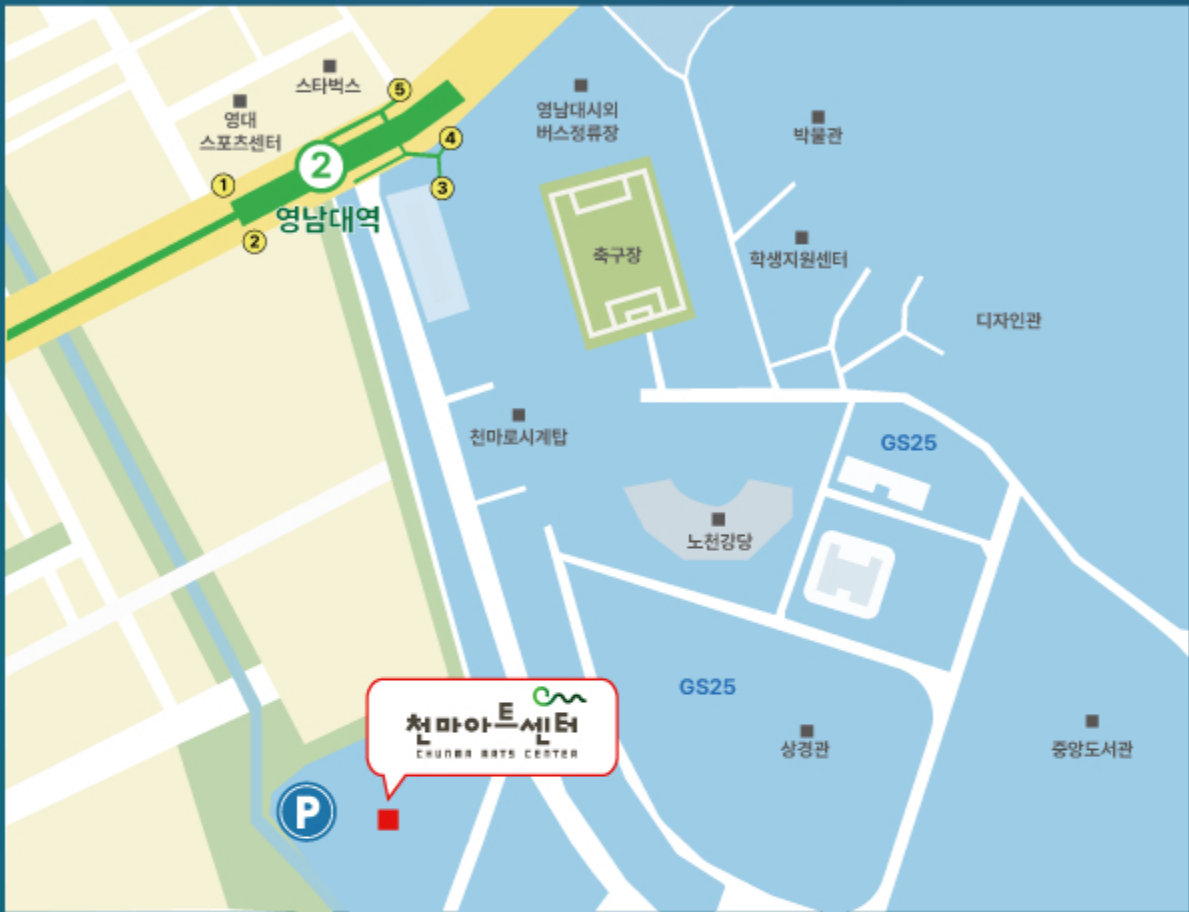 스타벅스
영대
스포츠센터
영남대시외
버스정류장
박물관
5
4
3
2
1
2
영남대역
축구장
학생지원센터
디자인관
천마로시계탑
GS25
노천강당
GS25
천마아트센터
CHUNMA ARTS CENTER
상경관
중앙도서관
P